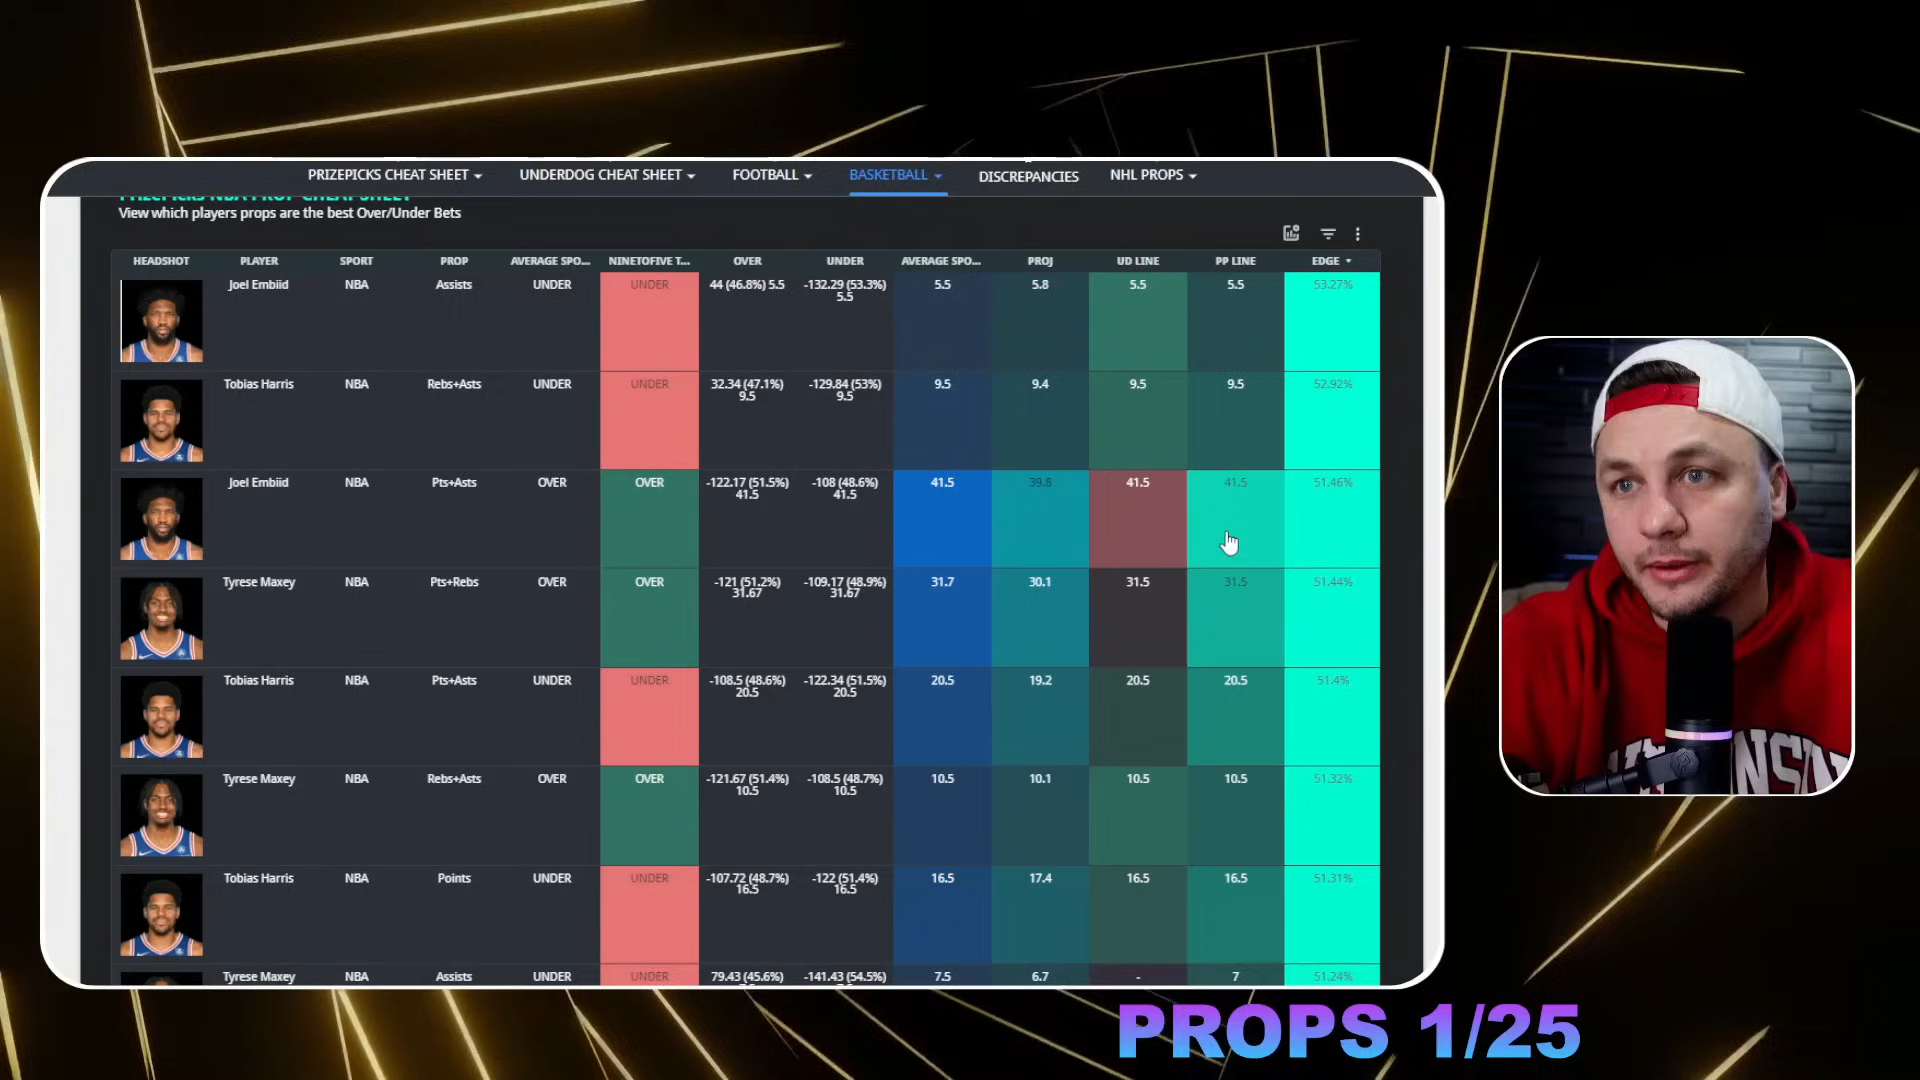 PRIZEPICKS CHEAT SHEET UNDERDOG CHEAT SHEET FOOTBALL BASKETBALL DISCREPANCIES NHL PROPS
PRIZEPICKS NBA PROP CHEAT SHEET
View which players props are the best Over/Under Bets
HEADSHOT PLAYER SPORT PROP AVERAGE SPO... NINETOFIVE T... OVER UNDER AVERAGE SPO... PROJ UD LINE PP LINE EDGE
Joel Embiid NBA Assists UNDER UNDER 44 (46.8%) 5.5 -132.29 (53.3%) 5.5 5.8 5.5 5.5 53.27%
5.5
Tobias Harris NBA Rebs+Asts UNDER UNDER 32.34 (47.1%) -129.84 (53%) 9.5 9.4 9.5 9.5 52.92%
9.5 9.5
Joel Embiid NBA Pts+Asts OVER OVER -122.17 (51.5%) -108 (48.6%) 41.5 39.8 41.5 41.5 51.46%
41.5 41.5
Tyrese Maxey NBA Pts+Rebs OVER OVER -121 (51.2%) -109.17 (48.9%) 31.7 30.1 31.5 31.5 51.44%
31.67 31.67
Tobias Harris NBA Pts+Asts UNDER UNDER -108.5 (48.6%) -122.34 (51.5%) 20.5 19.2 20.5 20.5 51.4%
20.5 20.5
Tyrese Maxey NBA Rebs+Asts OVER OVER -121.67 (51.4%) -108.5 (48.7%) 10.5 10.1 10.5 10.5 51.32%
10.5 10.5
Tobias Harris NBA Points UNDER UNDER -107.72 (48.7%) -122 (51.4%) 16.5 17.4 16.5 16.5 51.31%
16.5 16.5
Tyrese Maxey NBA Assists UNDER UNDER 79.43 (45.6%) -141.43 (54.5%) 7.5 6.7 - 7 51.24%
PROPS 1/25